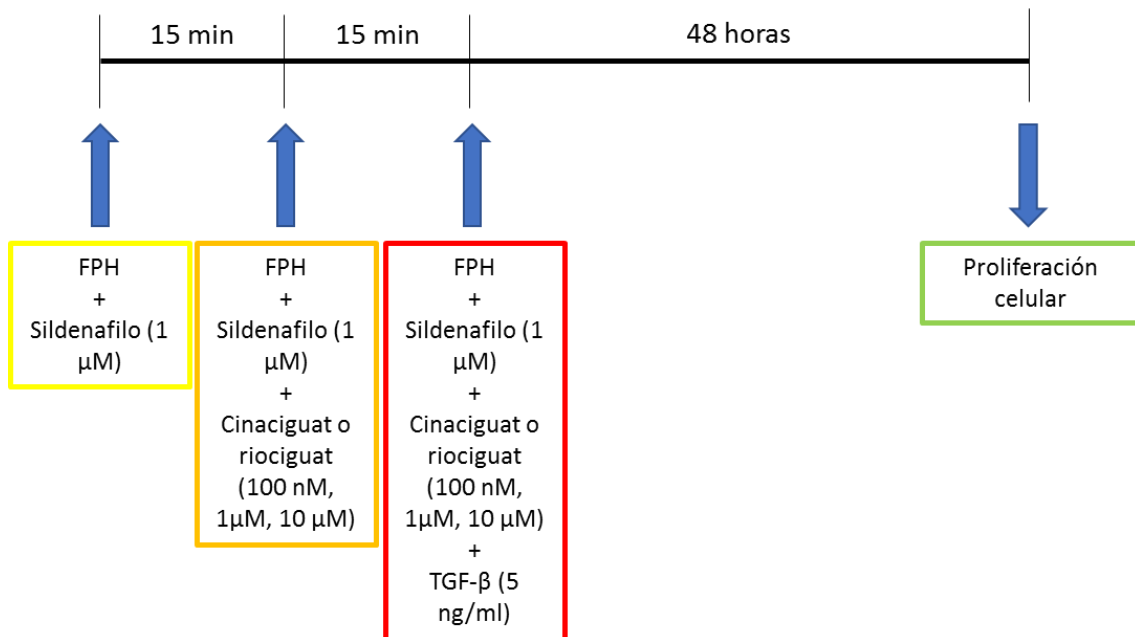 15 min
15 min
48 horas
FPH
+
Sildenafilo (1
µM)
FPH
+
Sildenafilo (1
µM)
+
Cinaciguat o
riociguat
(100 nM,
1µM, 10 µM)
FPH
+
Sildenafilo (1
µM)
+
Cinaciguat o
riociguat
(100 nM,
1µM, 10 µM)
+
TGF-β (5
ng/ml)
Proliferación
celular